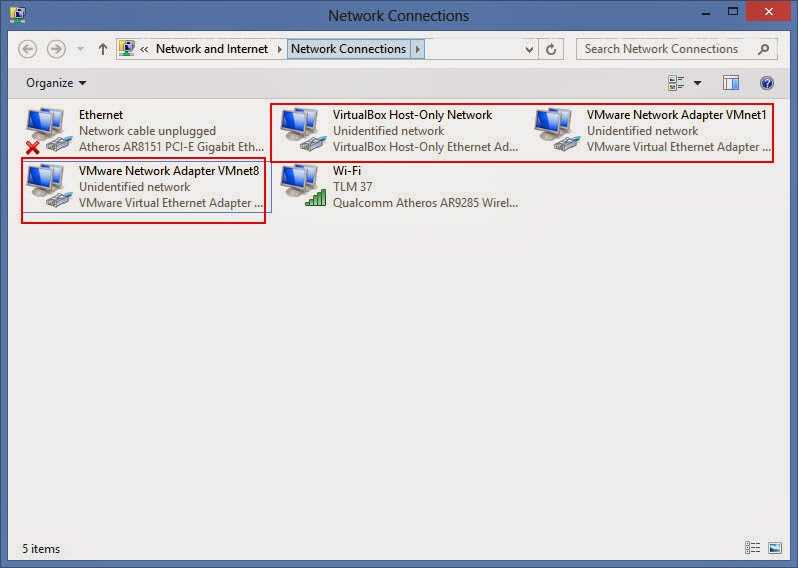 Network Connections
« Network and Internet Network Connections
Search Network Connections
Organize
Ethernet
Network cable unplugged
Atheros AR8151 PCI-E Gigabit Eth...
VirtualBox Host-Only Network
Unidentified network
VirtualBox Host-Only Ethernet Ad...
VMware Network Adapter VMnet1
Unidentified network
VMware Virtual Ethernet Adapter ...
VMware Network Adapter VMnet8
Unidentified network
VMware Virtual Ethernet Adapter ...
Wi-Fi
TLM 37
Qualcomm Atheros AR9285 Wirel...
5 items